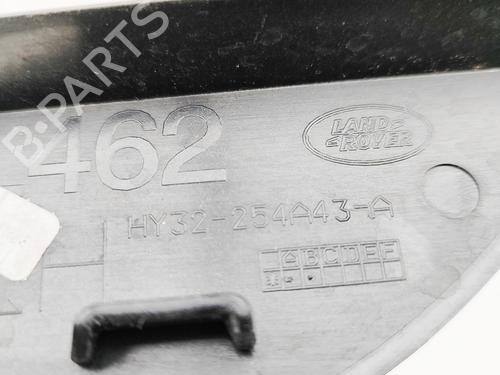 B-PARTS
462
LAND
ROVER
HY32-254A43-A
ABCDEF